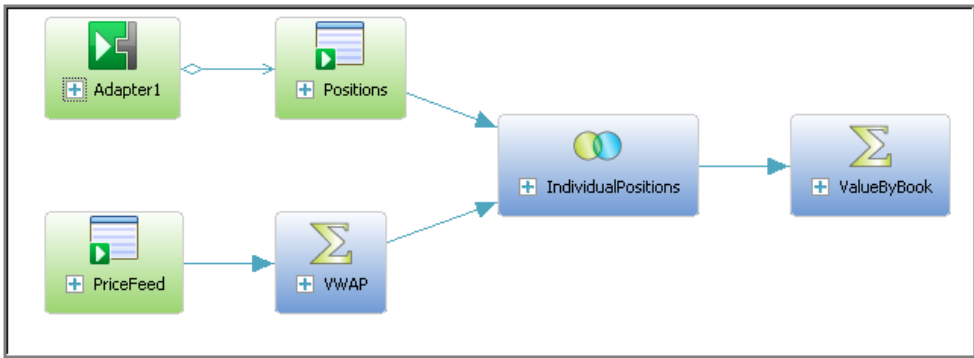 Adapter1
Positions
IndividualPositions
ValueByBook
PriceFeed
VWAP